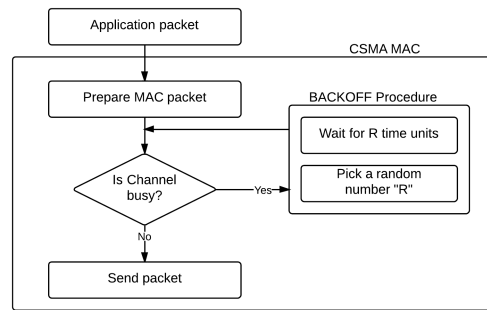 Application packet
CSMA MAC
Prepare MAC packet
BACKOFF Procedure
Wait for R time units
Is Channel
busy?
Yes
Pick a random
number "R"
No
Send packet